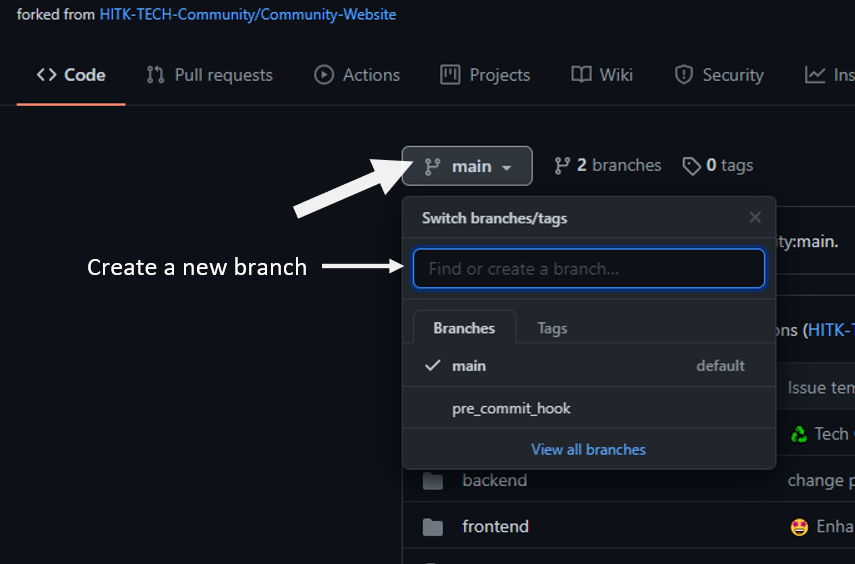 forked from HITK-TECH-Community/Community-Website
Code Pull requests Actions Projects Wiki Security Ins
main 2 branches 0 tags
Switch branches/tags
ity:main.
Create a new branch
Find or create a branch...
ons (HITK-T
Branches Tags
main default
Issue tem
pre_commit_hook
Tech
View all branches
backend change p
frontend Enha